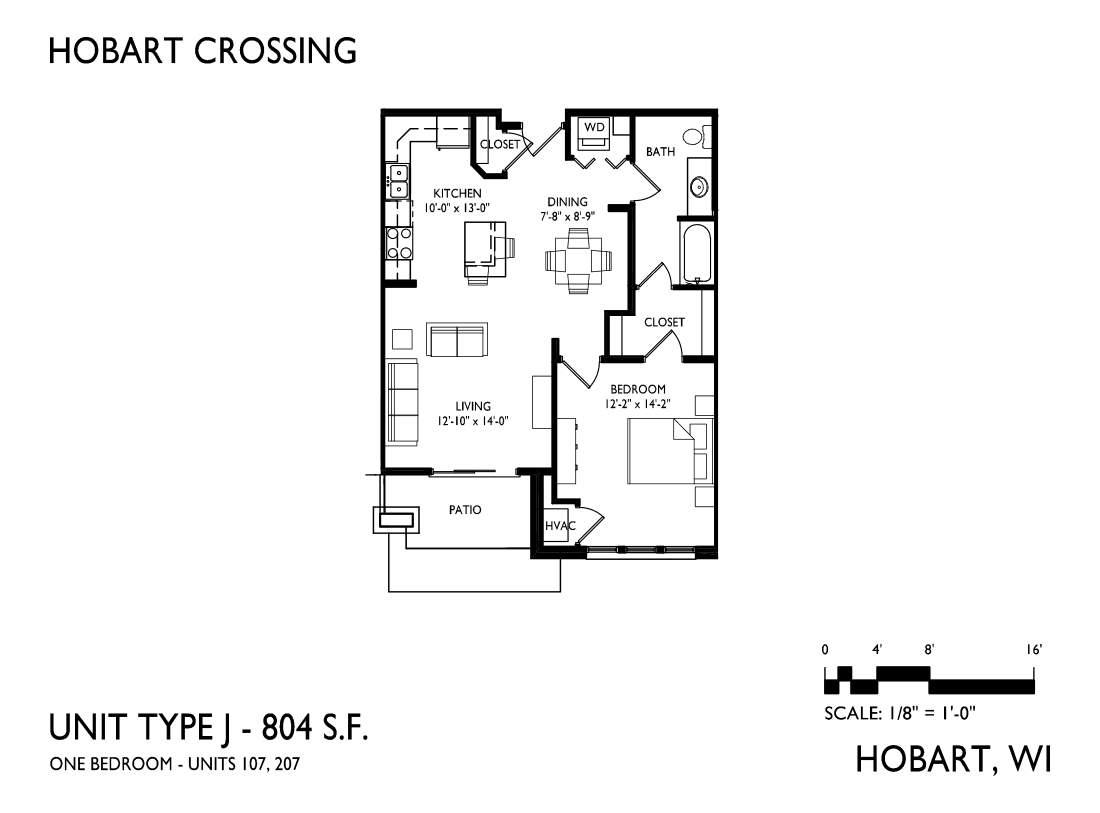 HOBART CROSSING
WD
CLOSET
BATH
KITCHEN
10'-0" x 13'-0"
DINING
7'-8" x 8'-9"
CLOSET
BEDROOM
12'-2" x 14'-2"
LIVING
12'-10" x 14'-0"
PATIO
HVAC
0 4' 8' 16'
SCALE: 1/8" = 1'-0"
UNIT TYPE J - 804 S.F.
ONE BEDROOM - UNITS 107, 207
HOBART, WI